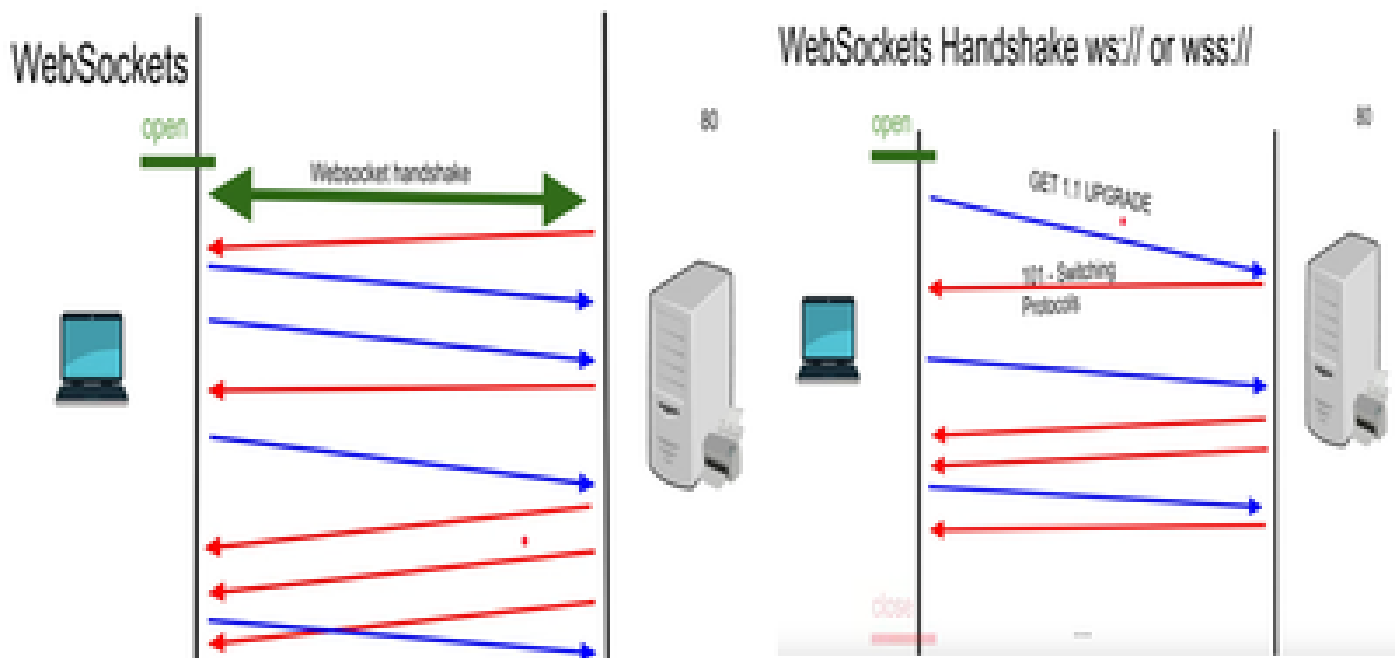 WebSockets
open
80
Websocket handshake
WebSockets Handshake ws:// or wss://
80
open
GET 1.1 UPGRADE
101 - Switching
Protocols
close